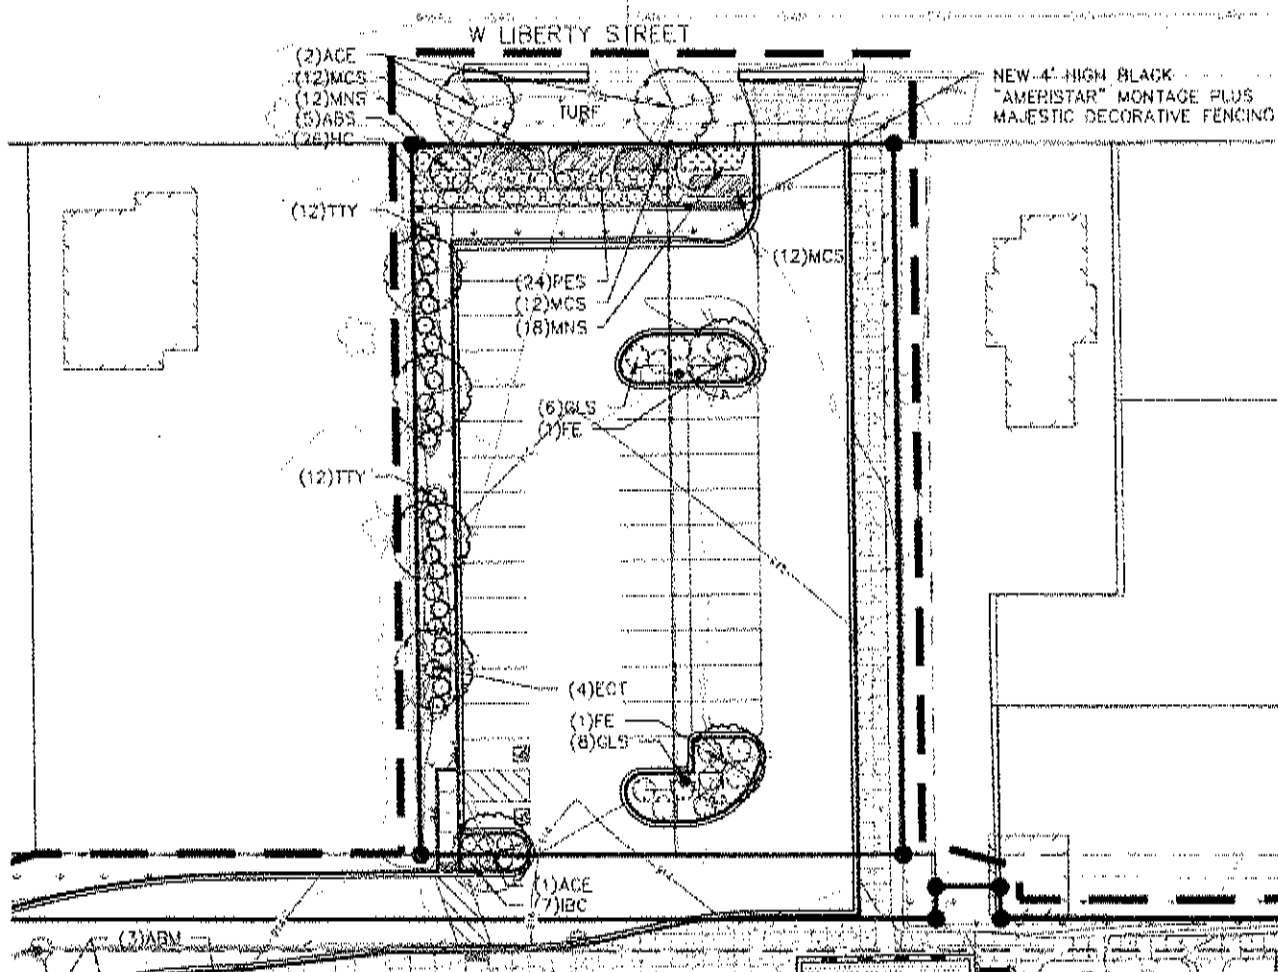 W LIBERTY STREET
(2)ACE
(12)MCS
(12)MNS
(5)ABS
(26)HC
TURF
NEW 4' HIGH BLACK
"AMERISTAR" MONTAGE PLUS
MAJESTIC DECORATIVE FENCING
(12)TTY
(12)MCS
(24)PES
(12)MCS
(18)MNS
(6)GLS
(1)FE
(12)TTY
(4)ECT
(1)FE
(8)GLS
(1)ACE
(7)IBC
(3)ABM